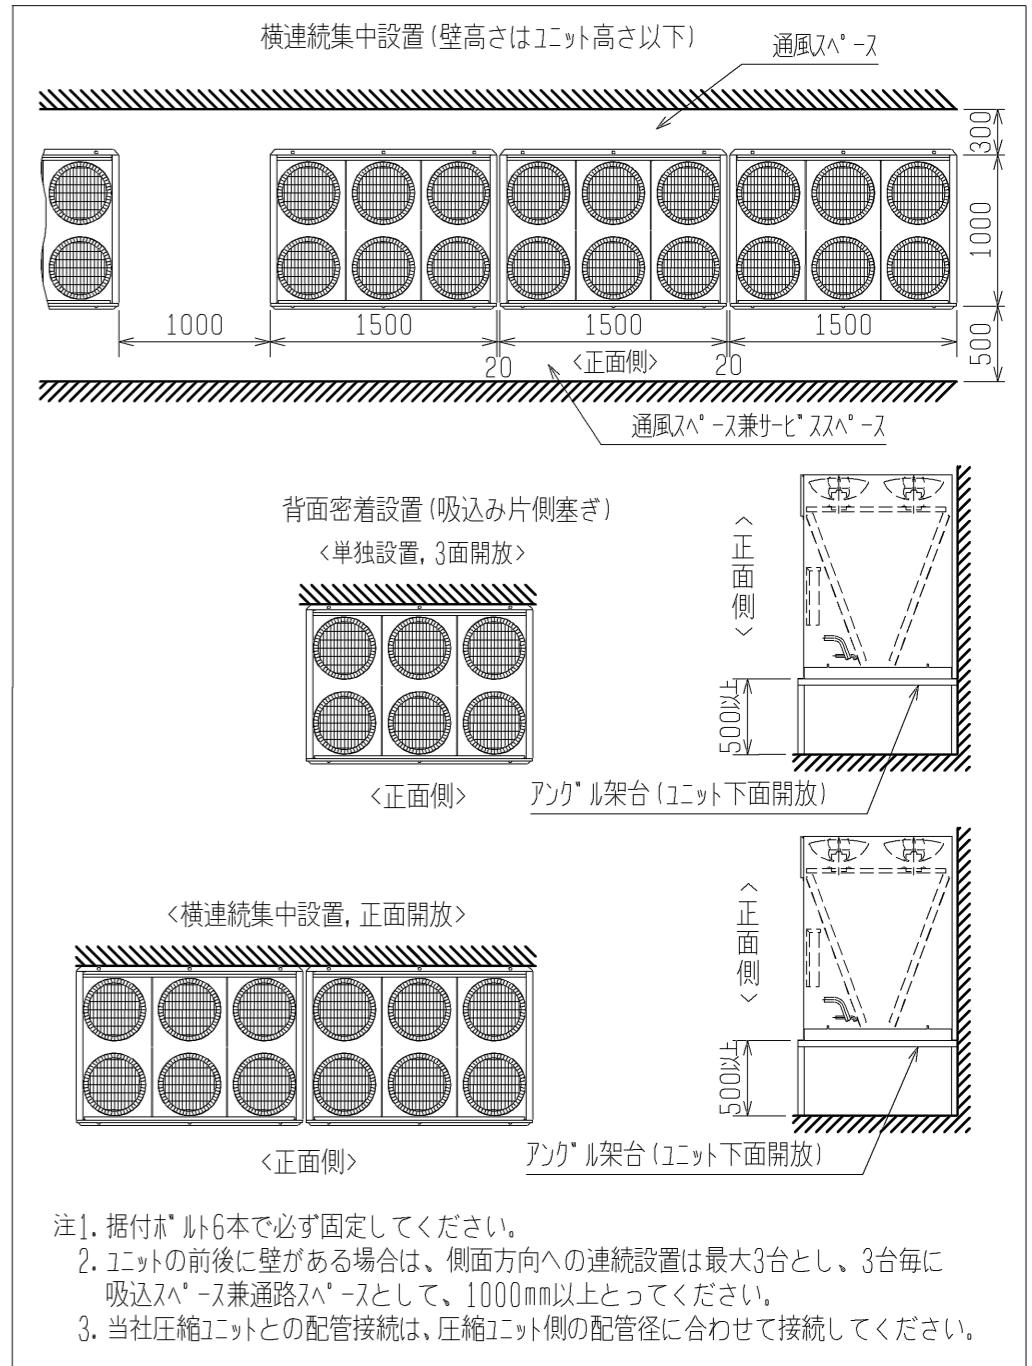 横連続集中設置(壁高さはユニット高さ以下)
通風スペース
300
1000
500
1000
1500
1500
1500
20
<正面側>
20
通風スペース兼サービススペース
背面密着設置(吸込み片側塞ぎ)
<単独設置, 3面開放>
<正面側>
<正面側>
500以上
アングル架台(ユニット下面開放)
<横連続集中設置, 正面開放>
<正面側>
<正面側>
500以上
アングル架台(ユニット下面開放)
注1. 据付ボルト6本で必ず固定してください。
2. ユニットの前後に壁がある場合は、側面方向への連続設置は最大3台とし、3台毎に
吸込スペース兼通路スペースとして、1000mm以上とってください。
3. 当社圧縮ユニットとの配管接続は、圧縮ユニット側の配管径に合わせて接続してください。